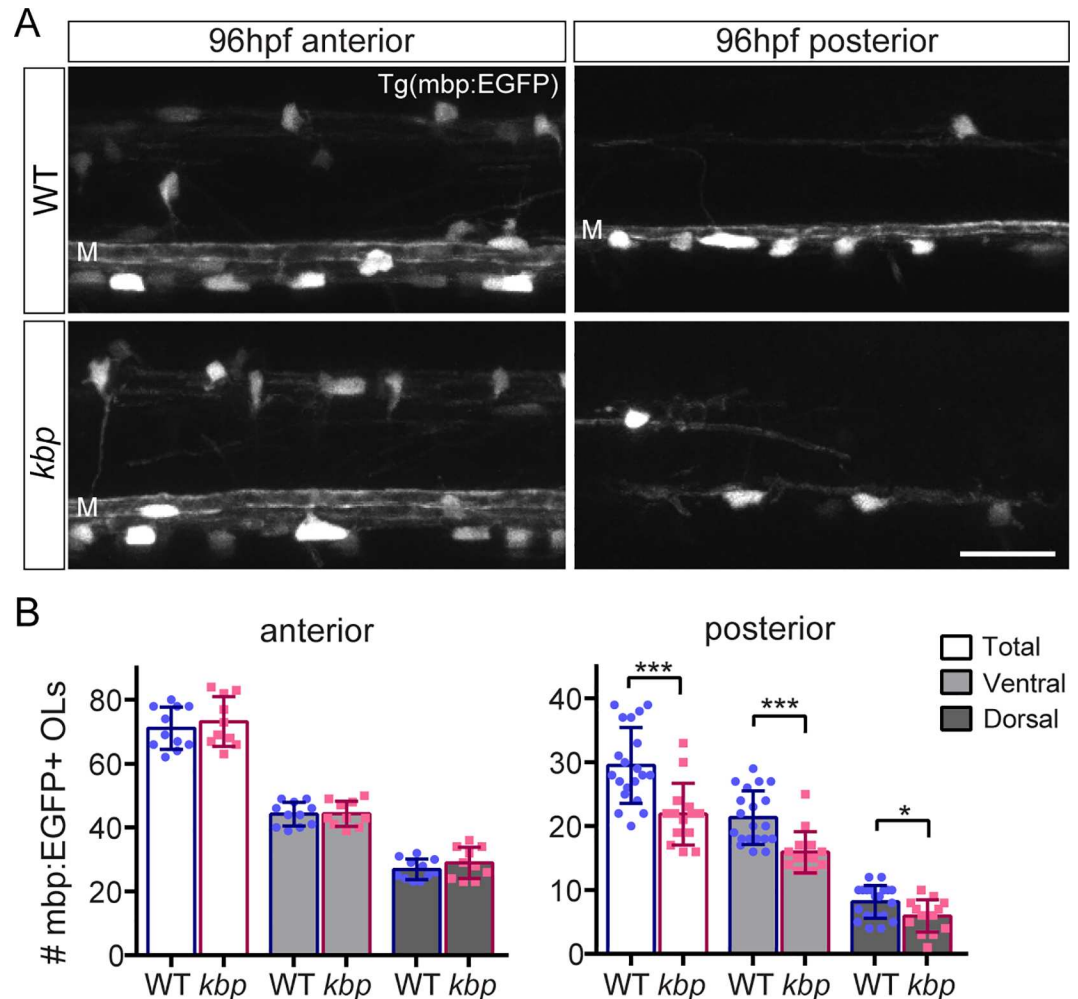 A
96hpf anterior
96hpf posterior
WT
Tg(mbp:EGFP)
M
M
kbp
M
B
anterior
posterior
Total
Ventral
Dorsal
# mbp:EGFP+ OLs
80
60
40
20
0
40
30
20
10
0
***
***
*
WT kbp WT kbp WT kbp
WT kbp WT kbp WT kbp